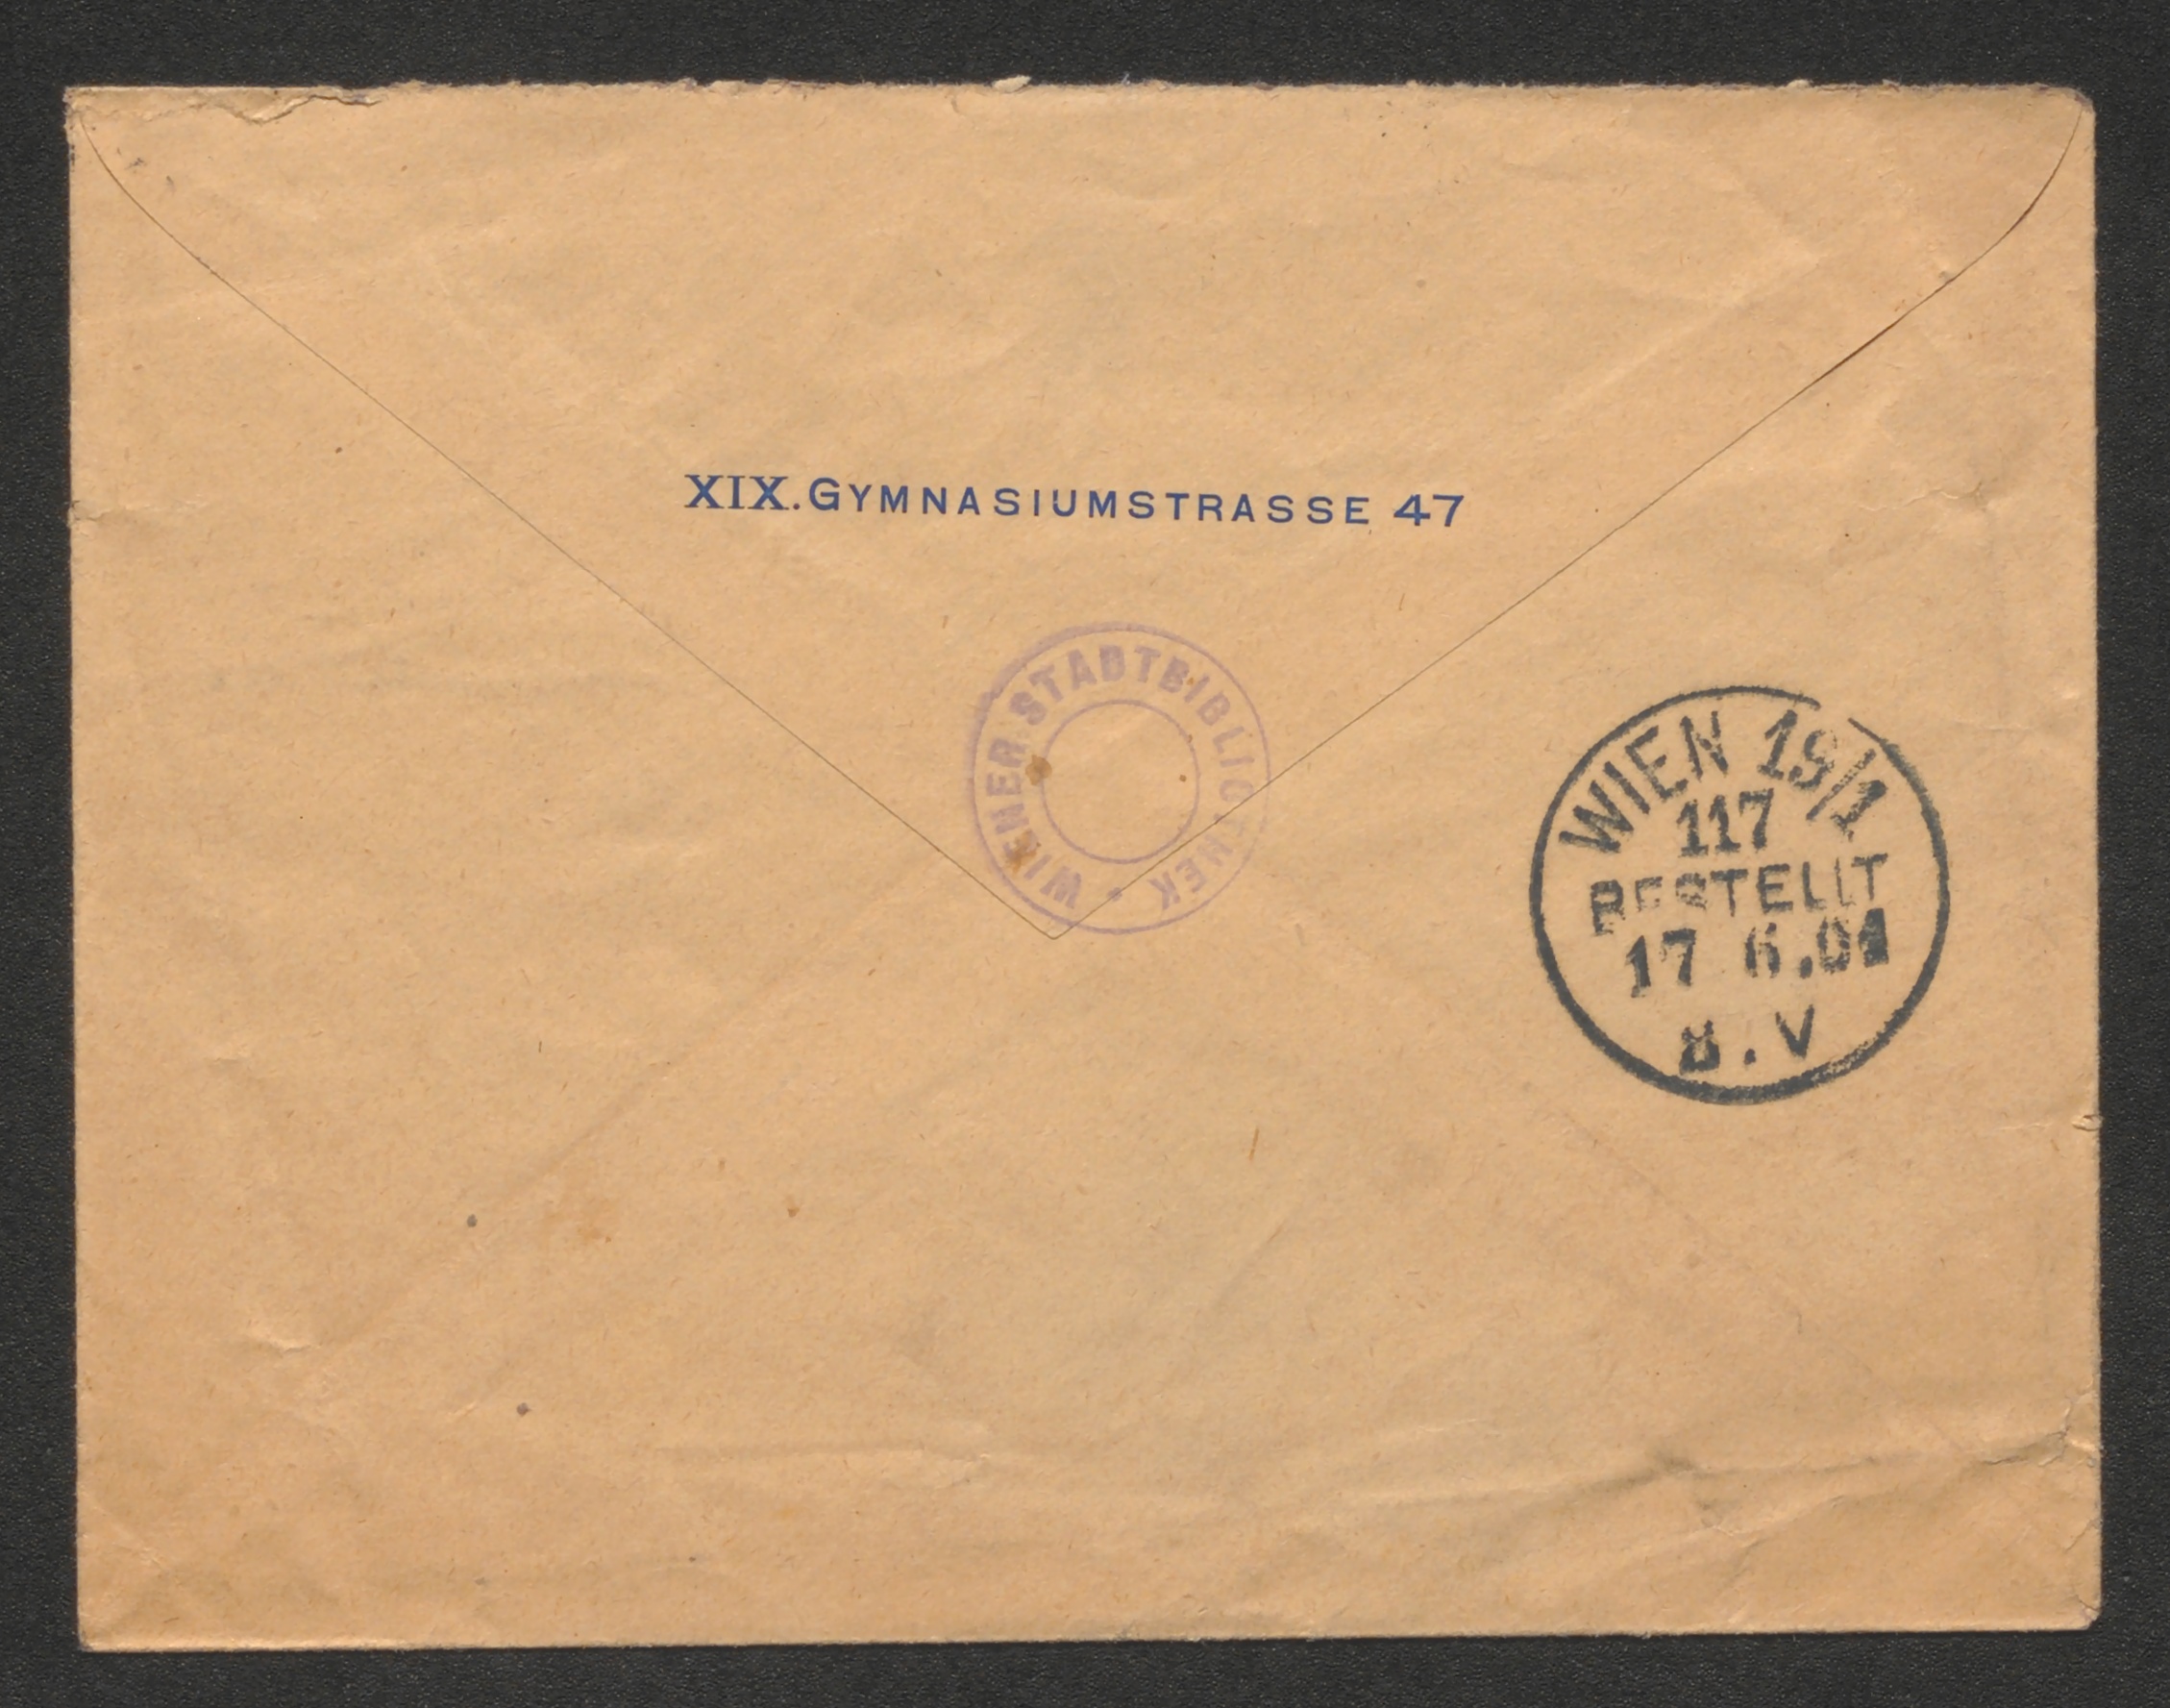 XIX. GYMNASIUMSTRASSE 47
WIENER STADTBIBLIOTHEK
WIEN 19/1
117
BESTELLT
17 6.01
8.V